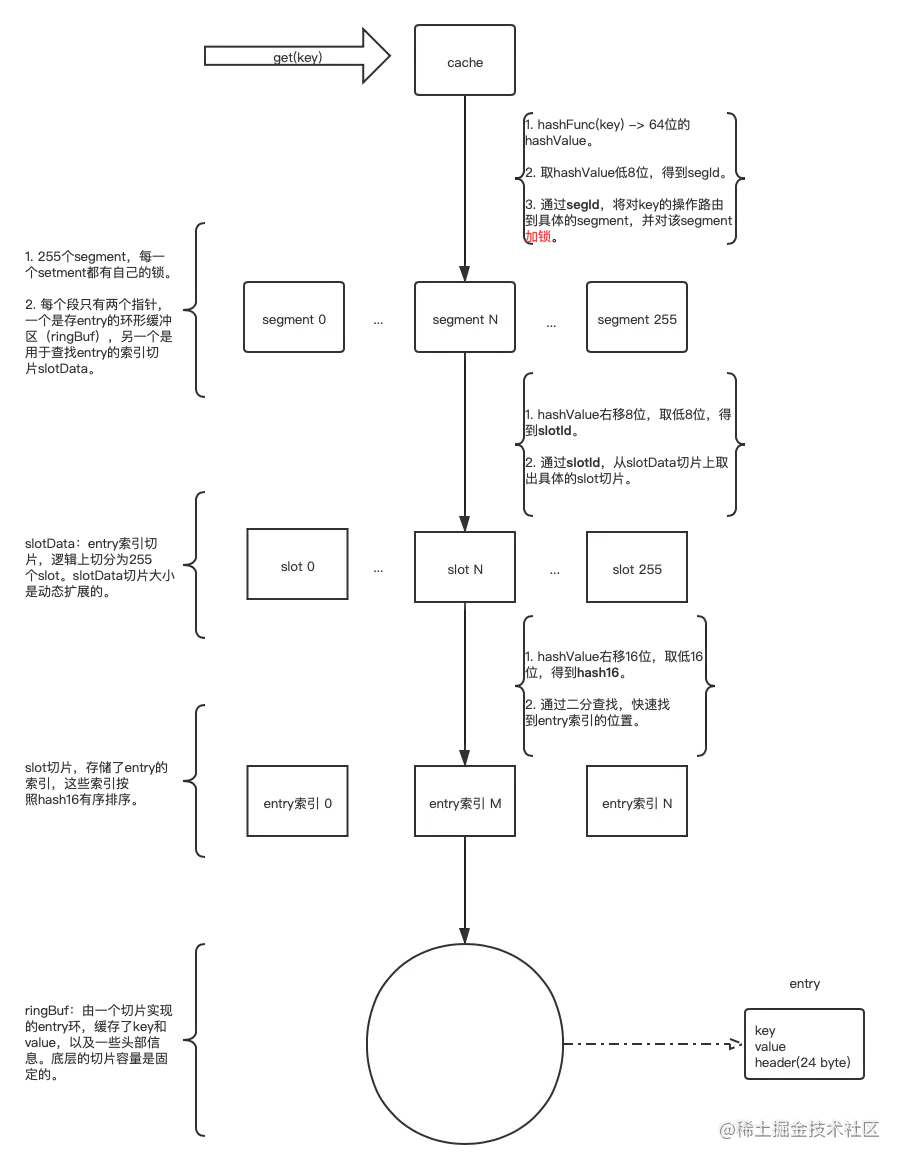 get(key)
cache
1. hashFunc(key) -> 64位的
hashValue。
2. 取hashValue低8位，得到segId。
3. 通过segId，将对key的操作路由
到具体的segment，并对该segment
加锁。
1. 255个segment，每一
个setment都有自己的锁。
2. 每个段只有两个指针，
一个是存entry的环形缓冲
区（ringBuf），另一个是
用于查找entry的索引切
片slotData。
segment 0
...
segment N
...
segment 255
1. hashValue右移8位，取低8位，得
到slotId。
2. 通过slotId，从slotData切片上取
出具体的slot切片。
slotData：entry索引切
片，逻辑上切分为255
个slot。slotData切片大小
是动态扩展的。
slot 0
...
slot N
...
slot 255
1. hashValue右移16位，取低16
位，得到hash16。
2. 通过二分查找，快速找
到entry索引的位置。
slot切片，存储了entry的
索引，这些索引按
照hash16有序排序。
entry索引 0
entry索引 M
entry索引 N
ringBuf：由一个切片实现
的entry环，缓存了key和
value，以及一些头部信
息。底层的切片容量是固
定的。
entry
key
value
header(24 byte)
@稀土掘金技术社区